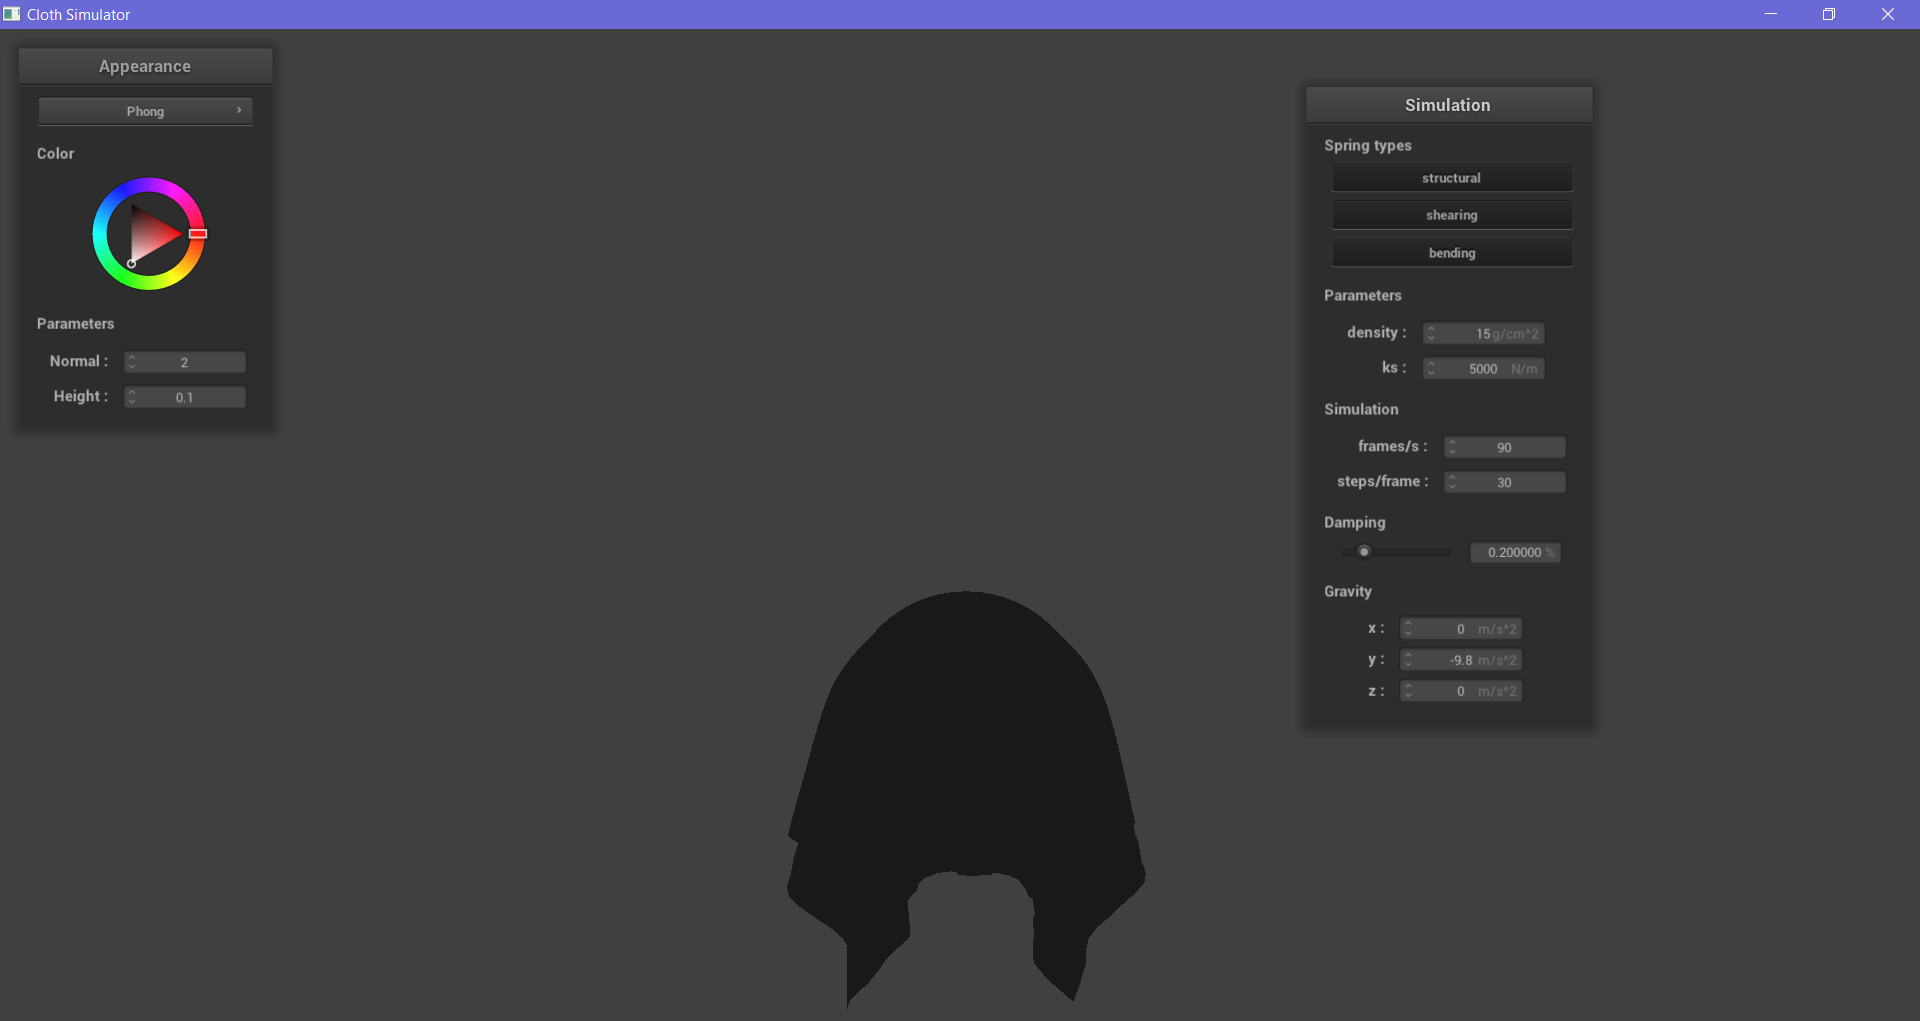 Cloth Simulator
Appearance
Phong
Color
Parameters
Normal : 2
Height : 0.1
Simulation
Spring types
structural
shearing
bending
Parameters
density : 15 g/cm^2
ks : 5000 N/m
Simulation
frames/s : 90
steps/frame : 30
Damping
0.200000 %
Gravity
x : 0 m/s^2
y : -9.8 m/s^2
z : 0 m/s^2